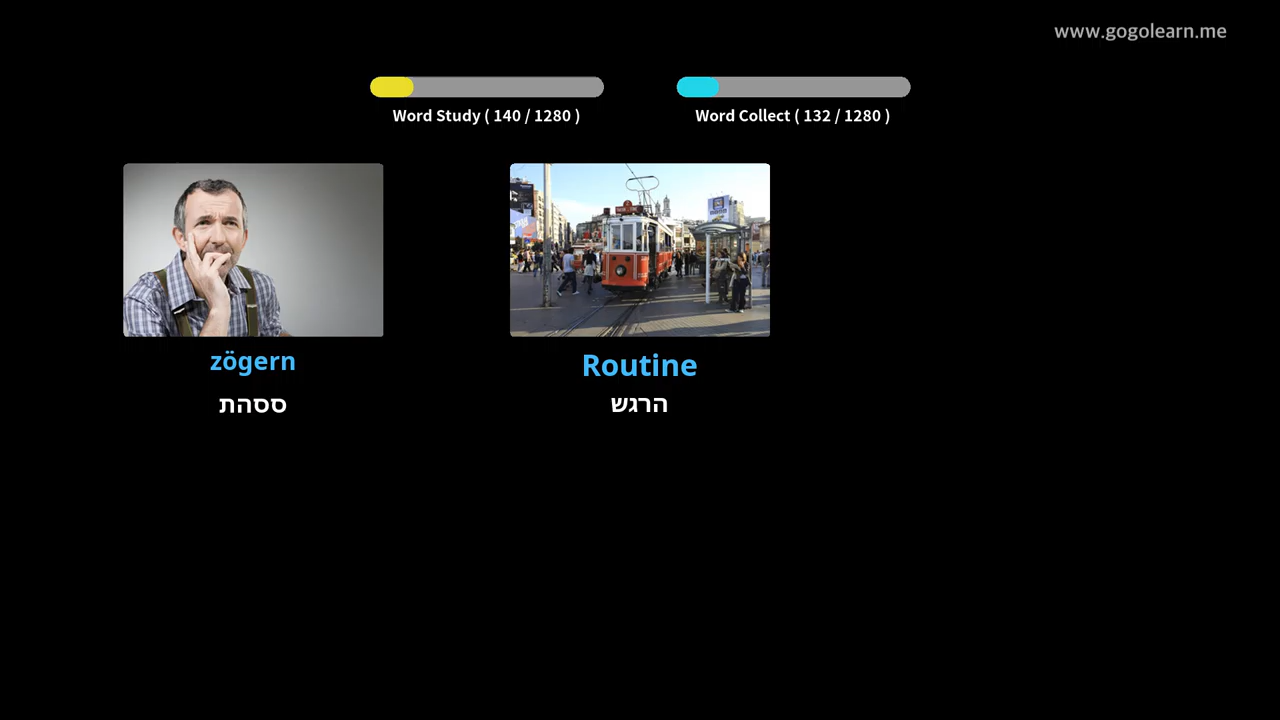 www.gogolearn.me
Word Study ( 140 / 1280 )
Word Collect ( 132 / 1280 )
zögern
ססהת
Routine
הרגש